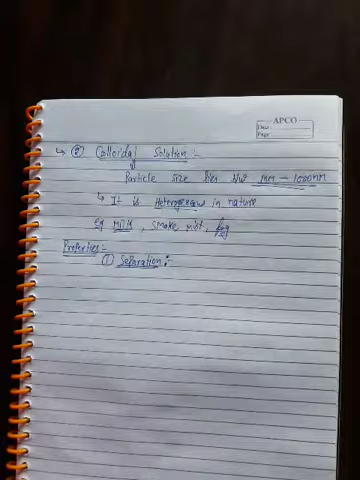 APCO
Date
Page
↳ ② Colloidal Solution :-
Particle size lies b/w 1nm - 1000nm
↳ It is Heterogeneous in nature
eg Milk, smoke, mist, fog
Properties:-
① Separation :-